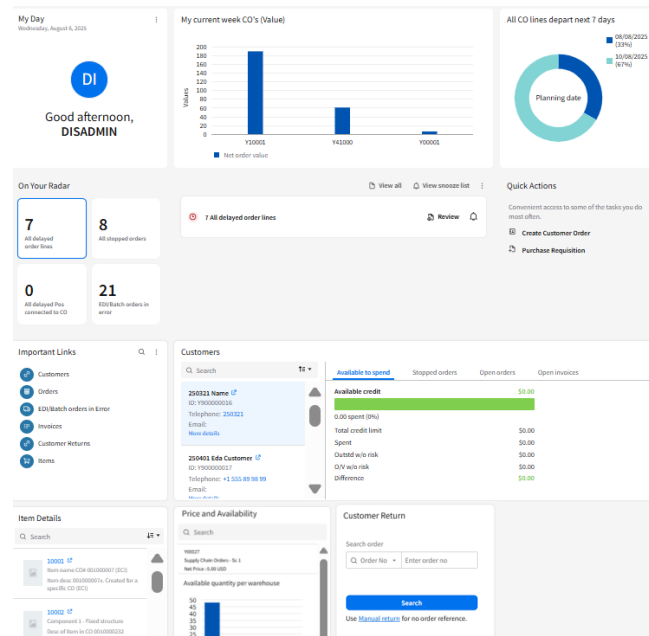 My Day
Wednesday, August 6, 2025
DI
Good afternoon,
DISADMIN
My current week CO's (Value)
200
180
160
140
120
100
80
60
40
20
0
Values
Y10001
Y41000
Y00001
Net order value
All CO lines depart next 7 days
08/08/2025
(33%)
10/08/2025
(67%)
Planning date
On Your Radar
View all
View snooze list
7
All delayed
order lines
8
All stopped orders
0
All delayed Pos
connected to CO
21
EDI/Batch orders in
error
7 All delayed order lines
Review
Quick Actions
Convenient access to some of the tasks you do
most often.
Create Customer Order
Purchase Requisition
Important Links
Customers
Orders
EDI/Batch orders in Error
Invoices
Customer Returns
Items
Customers
Search
250321 Name
ID: Y900000016
Telephone: 250321
Email:
More details
250401 Eda Customer
ID: Y900000017
Telephone: +1 555 89 98 99
Email:
More details
Available to spend
Stopped orders
Open orders
Open invoices
Available credit $0.00
0.00 spent (0%)
Total credit limit $0.00
Spent $0.00
Outstd w/o risk $0.00
O/V w/o risk $0.00
Difference $0.00
Item Details
Search
10001
Item name CO# 001000007 (ECJ)
Item desc 0010000071. Created for a
specific CO (ECJ)
10002
Component 1 - Fixed structure
Desc of Item in CO 0010000232
Price and Availability
Search
Y00027
Supply Chain Orders - Sc 1
Net Price : 0.00 USD
Available quantity per warehouse
50
45
40
35
30
25
Customer Return
Search order
Order No
Enter order no
Search
Use Manual return for no order reference.